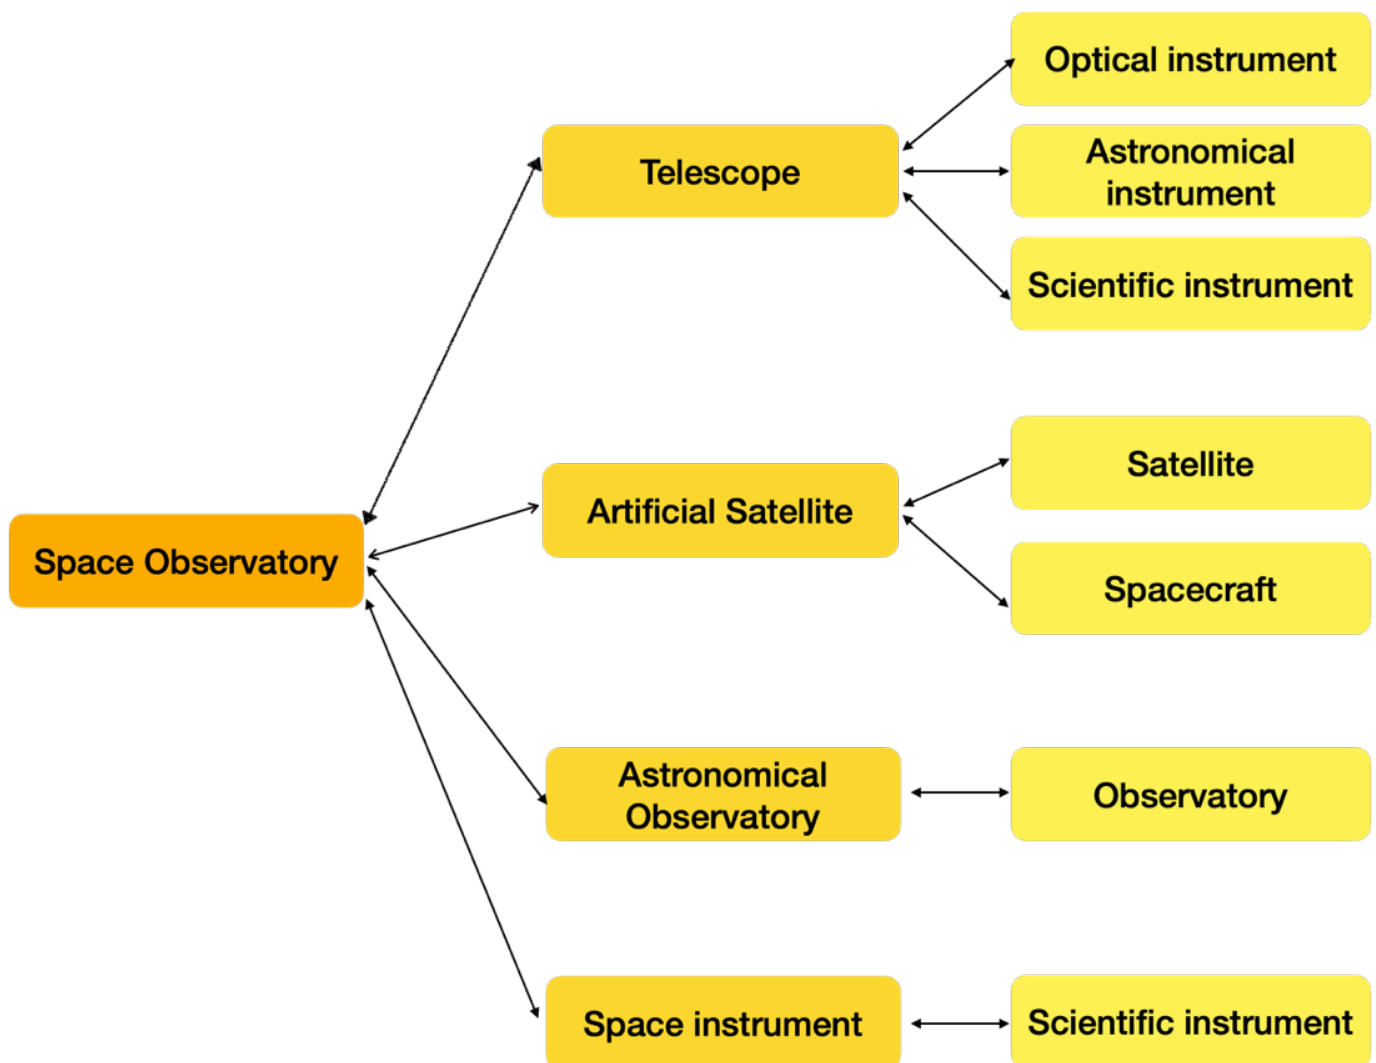 Optical instrument
Astronomical
instrument
Telescope
Scientific instrument
Satellite
Artificial Satellite
Space Observatory
Spacecraft
Astronomical
Observatory
Observatory
Space instrument
Scientific instrument